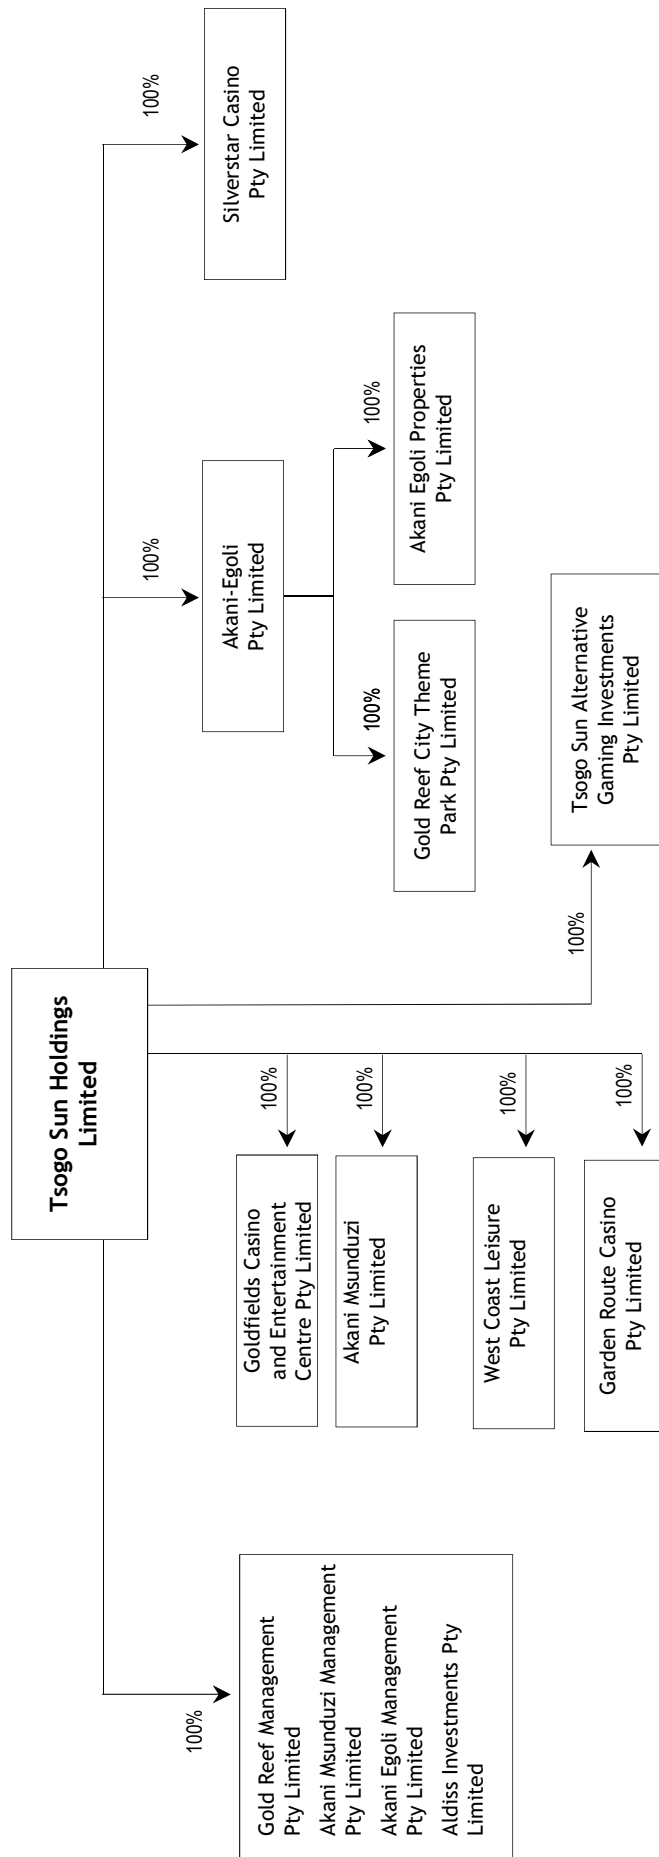 Tsogo Sun Holdings
Limited
100%
Gold Reef Management
Pty Limited
Akani Msunduzi Management
Pty Limited
Akani Egoli Management
Pty Limited
Aldiss Investments Pty
Limited
100%
Goldfields Casino
and Entertainment
Centre Pty Limited
100%
Akani Msunduzi
Pty Limited
100%
West Coast Leisure
Pty Limited
100%
Garden Route Casino
Pty Limited
100%
Tsogo Sun Alternative
Gaming Investments
Pty Limited
100%
Akani-Egoli
Pty Limited
100%
Gold Reef City Theme
Park Pty Limited
100%
Akani Egoli Properties
Pty Limited
100%
Silverstar Casino
Pty Limited